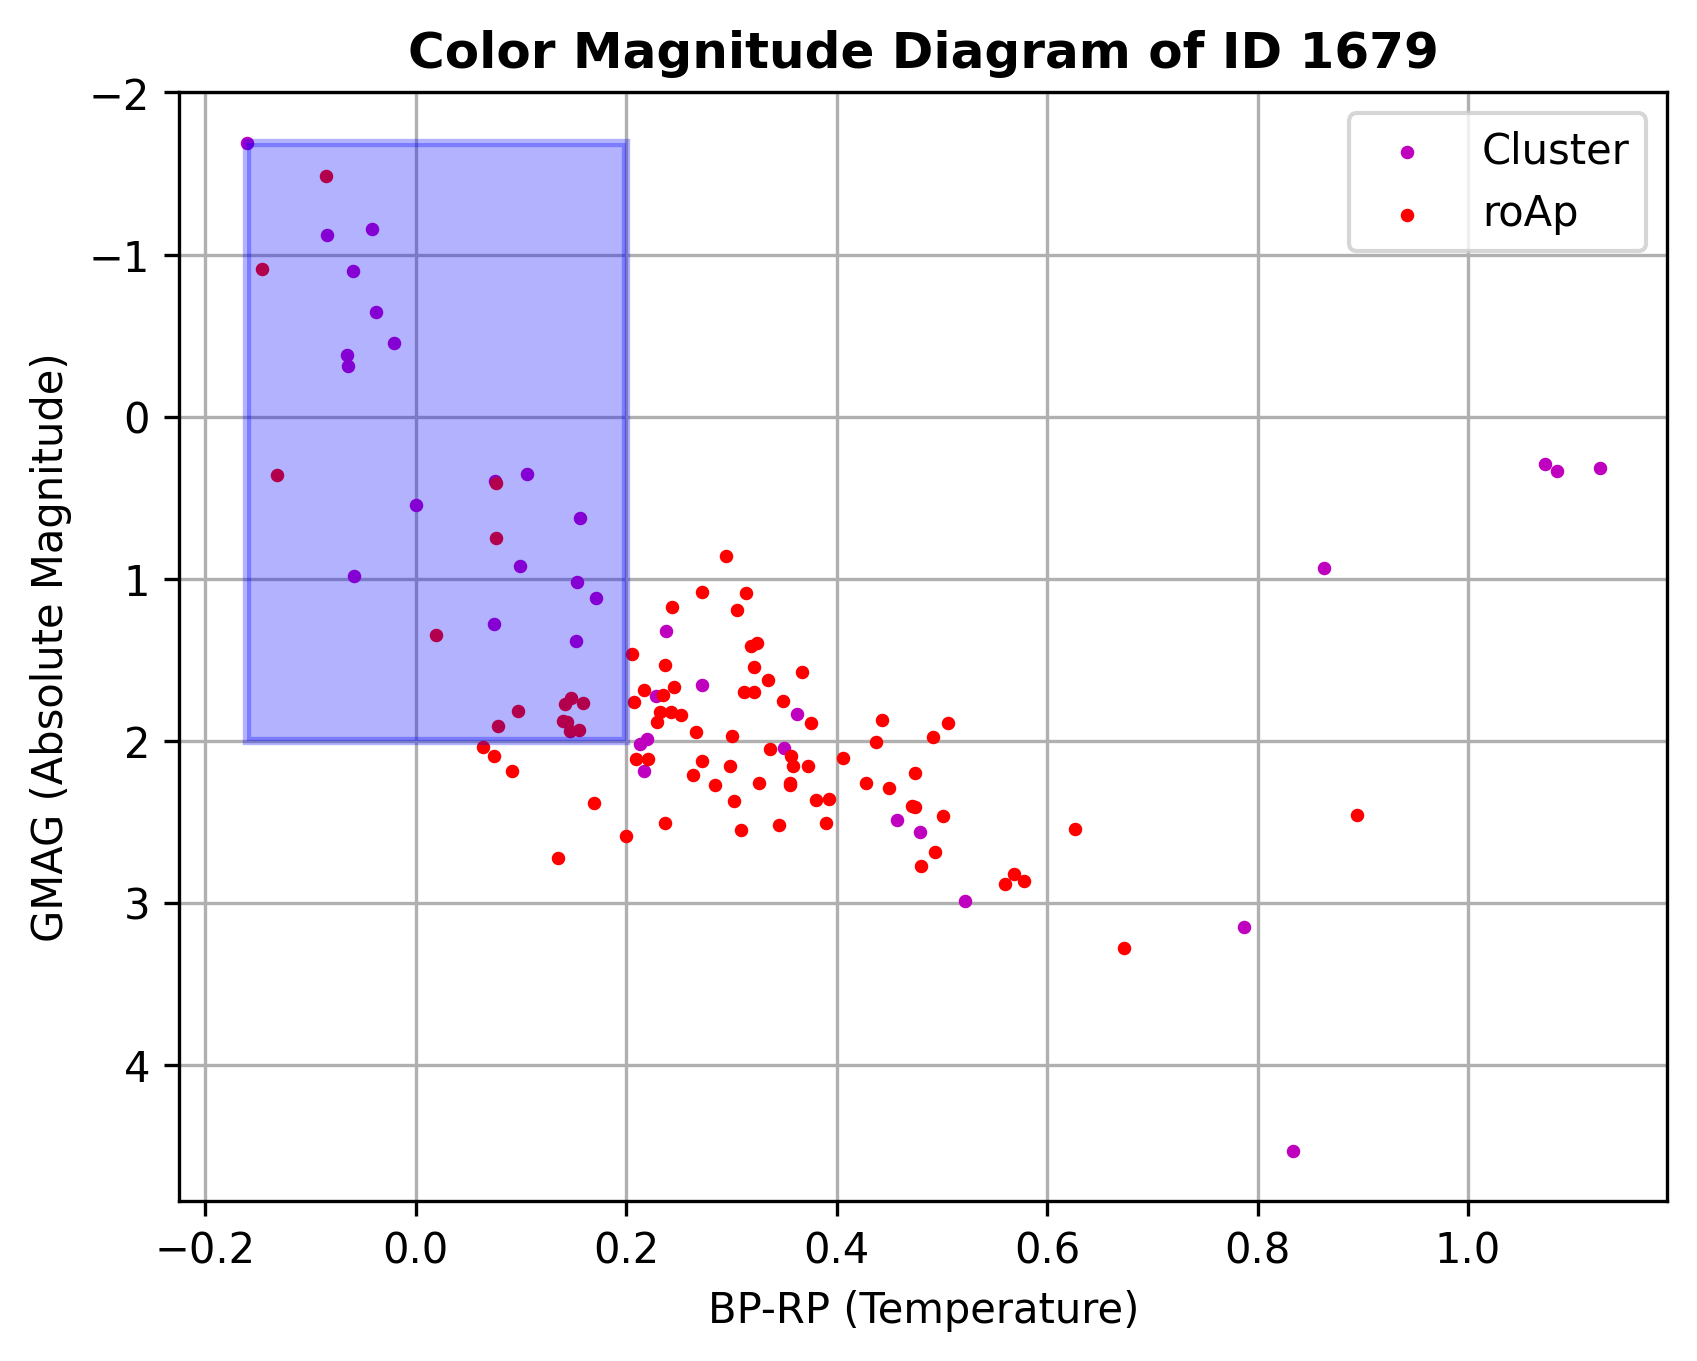 Color Magnitude Diagram of ID 1679
Cluster
roAp
GMAG (Absolute Magnitude)
−2
−1
0
1
2
3
4
−0.2 0.0 0.2 0.4 0.6 0.8 1.0
BP-RP (Temperature)